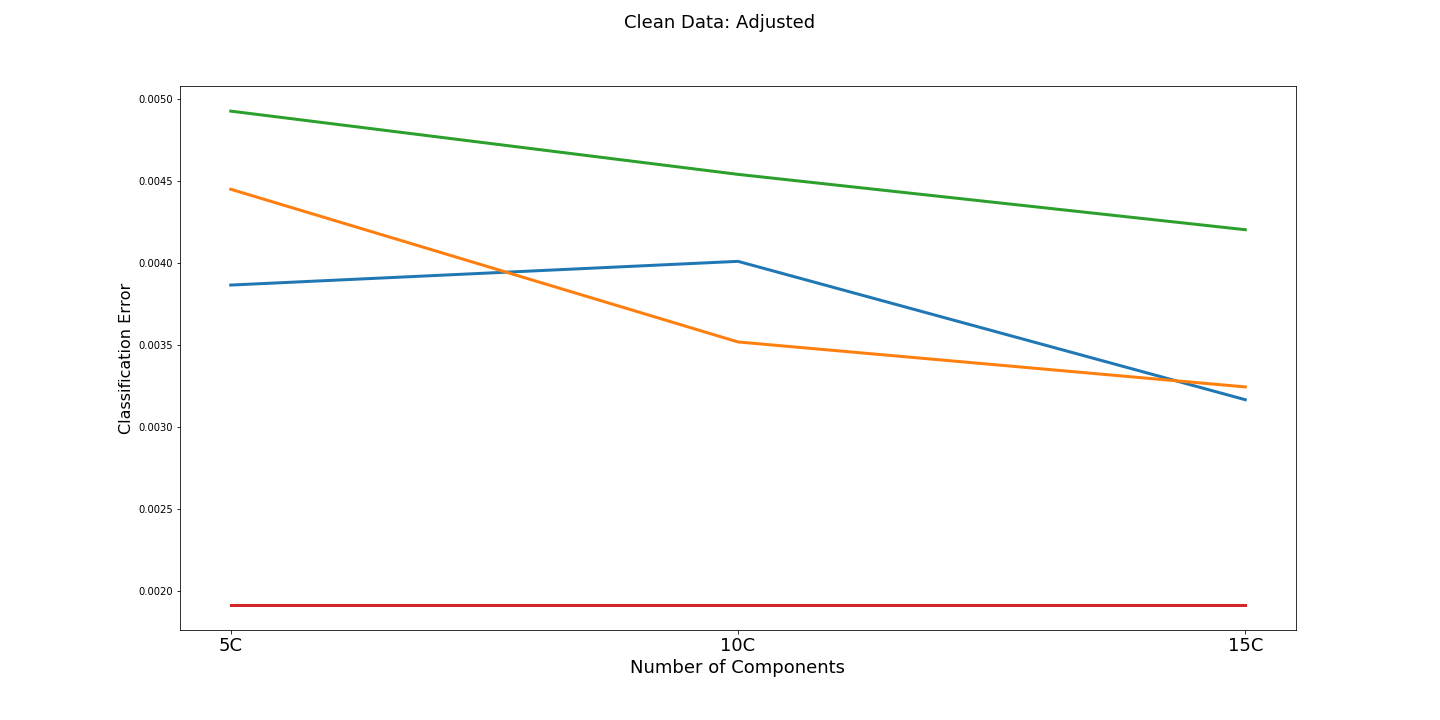 Clean Data: Adjusted
0.0050
0.0045
0.0040
0.0035
0.0030
0.0025
0.0020
Classification Error
5C 10C 15C
Number of Components